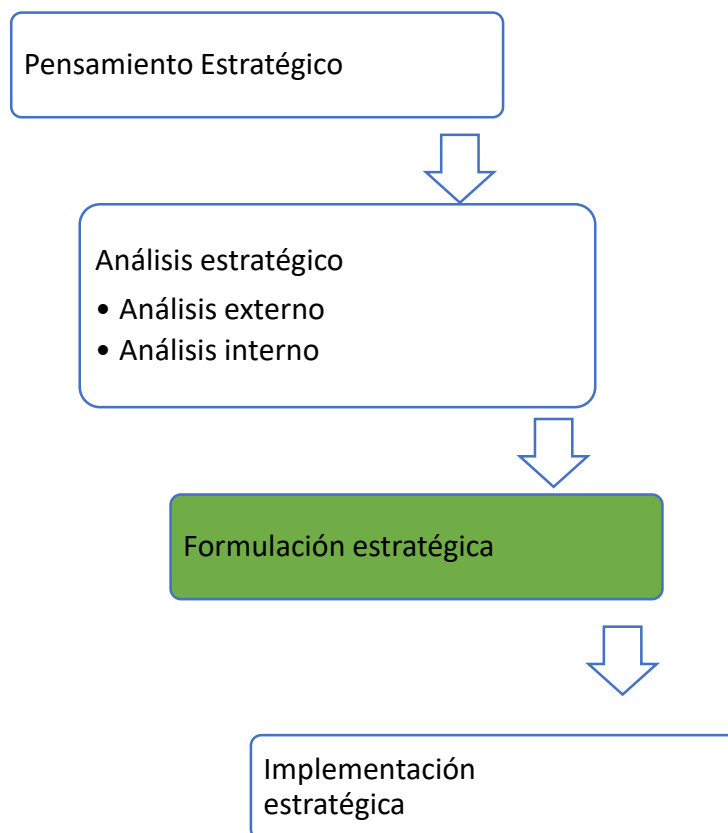 Pensamiento Estratégico
Análisis estratégico
• Análisis externo
• Análisis interno
Formulación estratégica
Implementación
estratégica